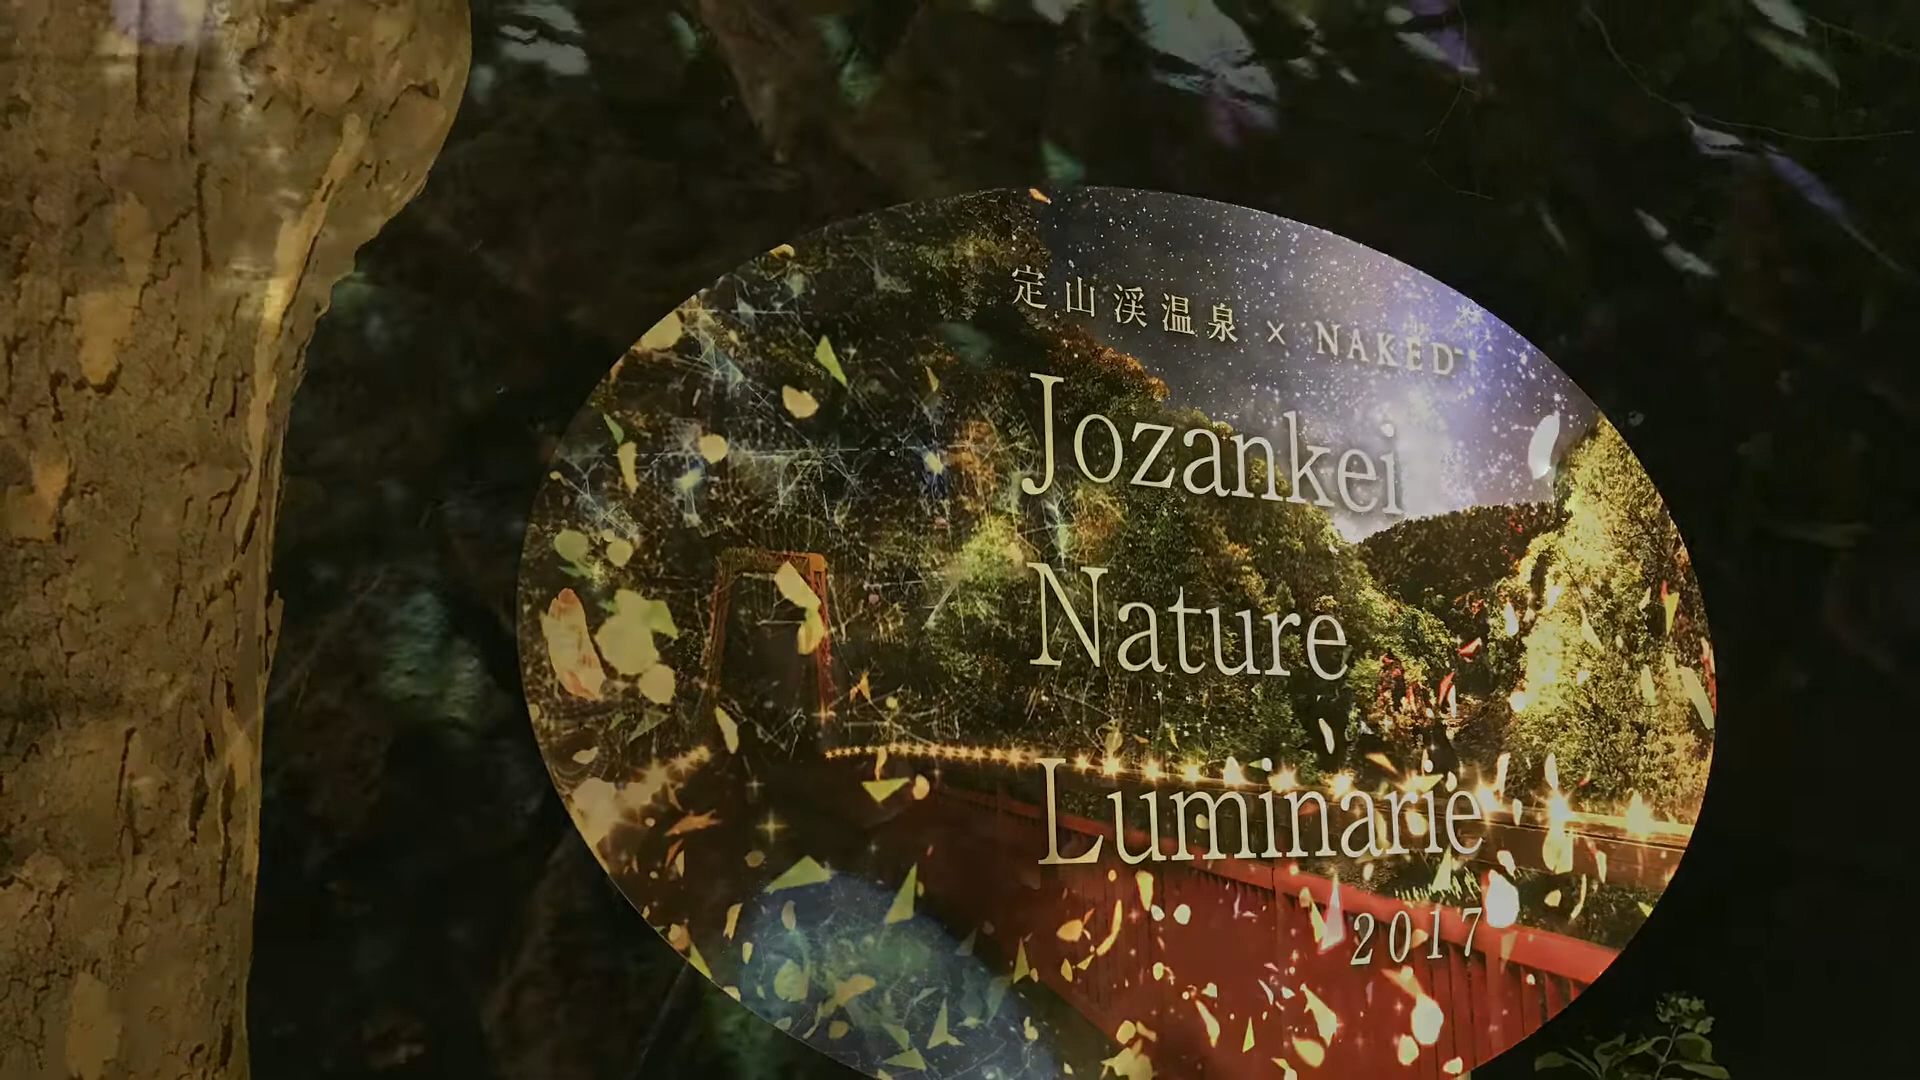 定山渓温泉 × NAKED
Jozankei
Nature
Luminarie
2017